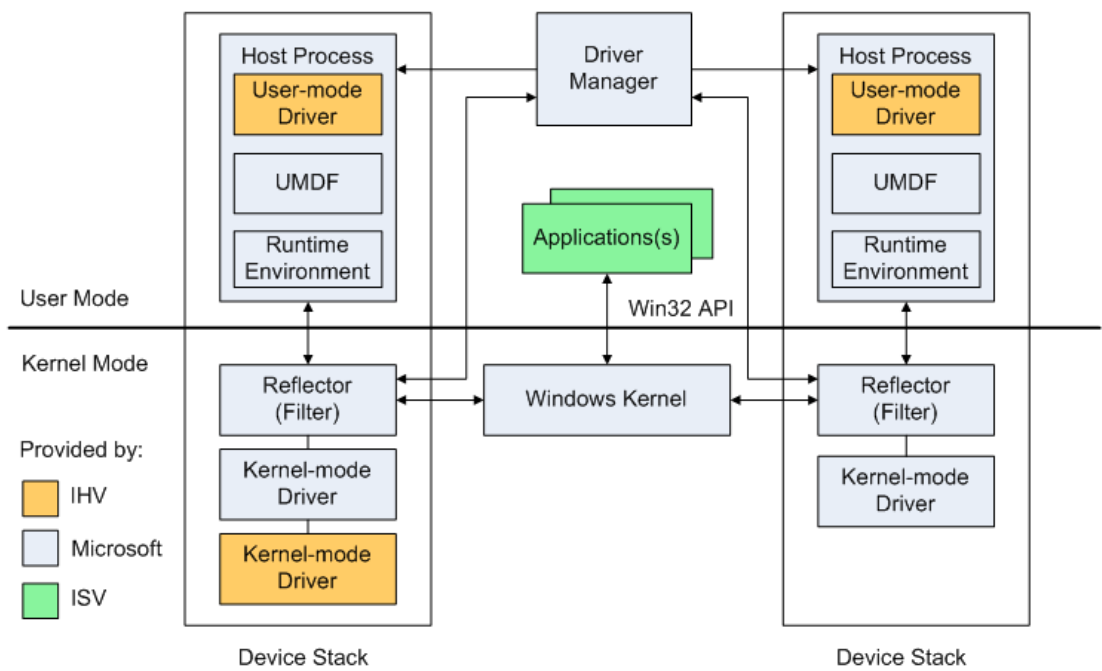 Host Process
User-mode
Driver
UMDF
Runtime
Environment
Driver
Manager
Applications(s)
Host Process
User-mode
Driver
UMDF
Runtime
Environment
User Mode
Win32 API
Kernel Mode
Reflector
(Filter)
Windows Kernel
Reflector
(Filter)
Kernel-mode
Driver
Kernel-mode
Driver
Kernel-mode
Driver
Provided by:
IHV
Microsoft
ISV
Device Stack
Device Stack